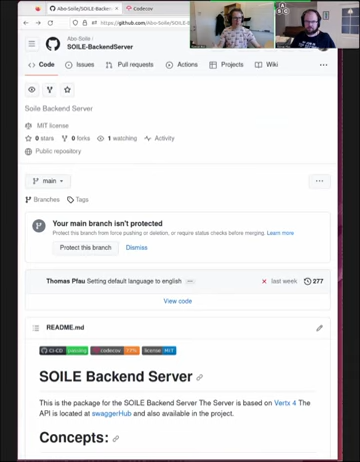 Abo-Soile/SOILE-Backend
Codecov
https://github.com/Abo-Soile/SOILE-
Abo-Soile /
SOILE-BackendServer
Code
Issues
Pull requests
Actions
Projects
Wiki
Soile Backend Server
MIT license
0 stars
0 forks
1 watching
Activity
Public repository
main
Branches
Tags
Your main branch isn't protected
Protect this branch from force pushing or deletion, or require status checks before merging. Learn more
Protect this branch
Dismiss
Thomas Pfau Setting default language to english
last week
277
View code
README.md
CI-CD passing
codecov
license MIT
SOILE Backend Server
This is the package for the SOILE Backend Server The Server is based on Vertx 4 The
API is located at swaggerHub and also available in the project.
Concepts: